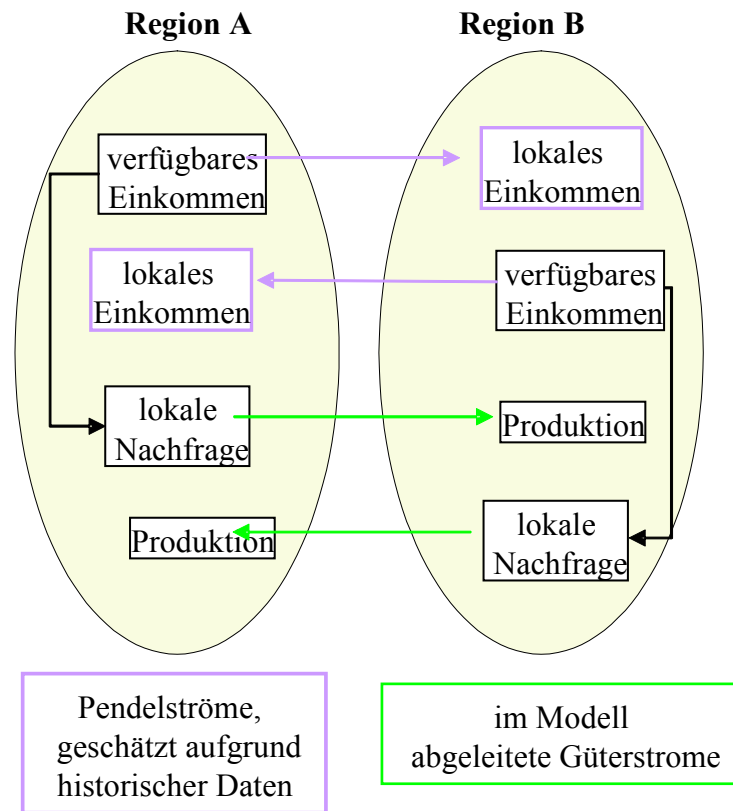 Region A
Region B
verfügbares
Einkommen
lokales
Einkommen
lokales
Einkommen
verfügbares
Einkommen
lokale
Nachfrage
Produktion
Produktion
lokale
Nachfrage
Pendelströme,
geschätzt aufgrund
historischer Daten
im Modell
abgeleitete Güterstrome